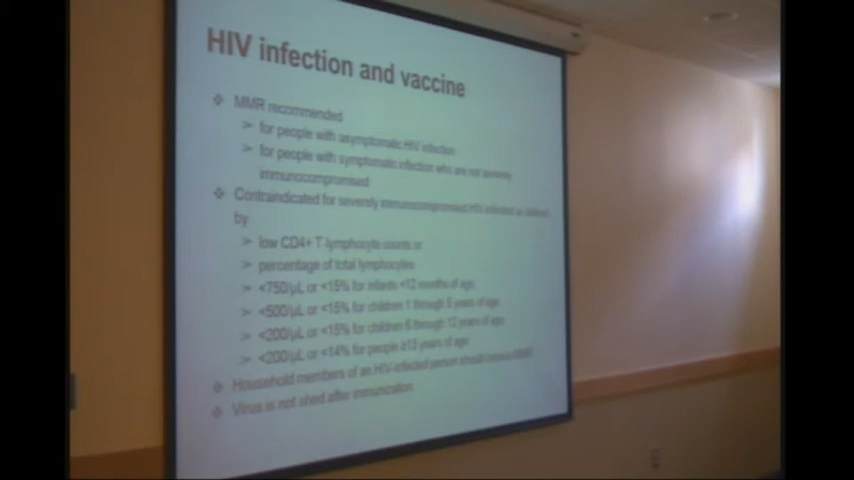 HIV infection and vaccine
MMR recommended
for people with asymptomatic HIV infection
for people with symptomatic infection who are not severely
immunocompromised
Contraindicated for severely immunocompromised HIV-infected as defined
by
low CD4+ T-lymphocyte counts or
percentage of total lymphocytes
<750/µL or <15% for infants <12 months of age,
<500/µL or <15% for children 1 through 5 years of age
<200/µL or <15% for children 6 through 12 years of age,
<200/µL or <14% for people ≥13 years of age
Household members of an HIV-infected person should receive MMR
Virus is not shed after immunization.